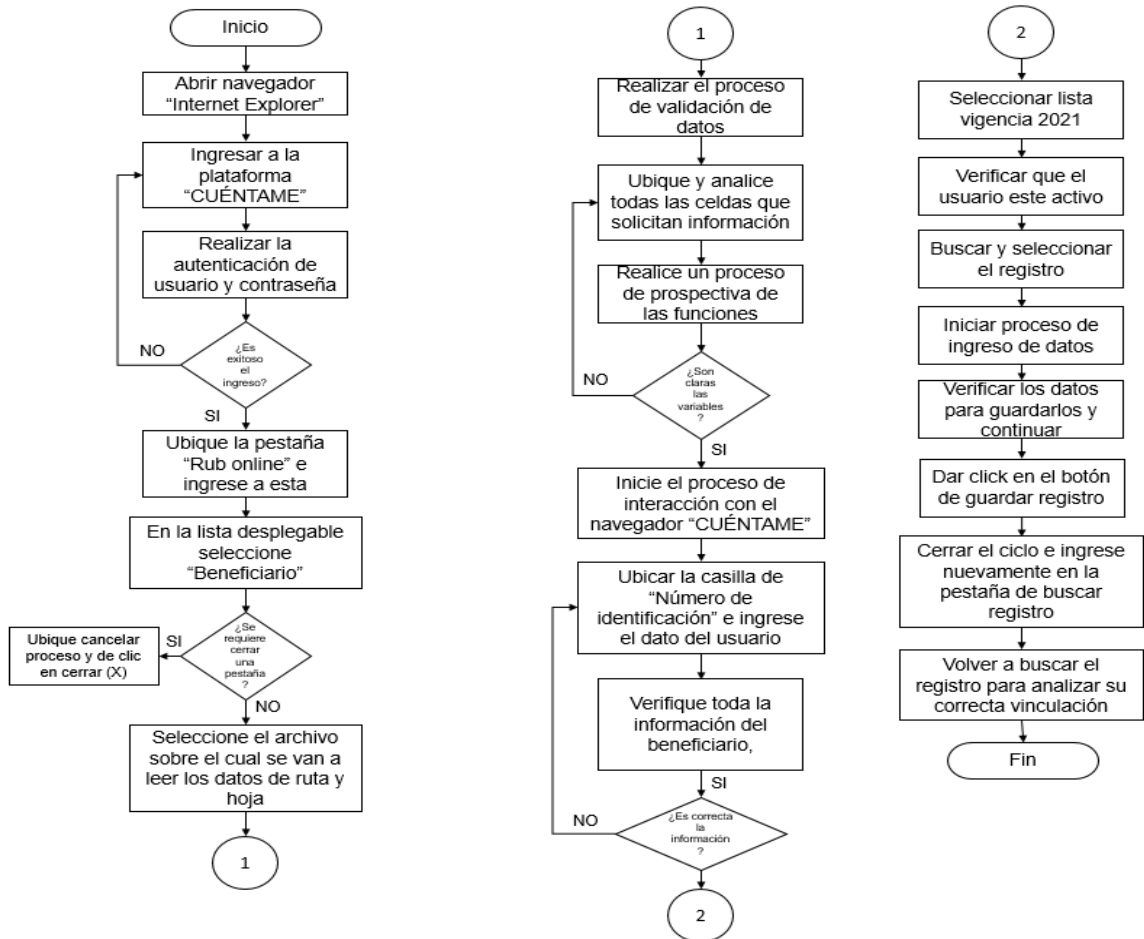 Inicio
Abrir navegador
“Internet Explorer”
Ingresar a la
plataforma
“CUÉNTAME”
Realizar la
autenticación de
usuario y contraseña
¿Es
exitoso
el
ingreso?
NO
SI
Ubique la pestaña
“Rub online” e
ingrese a esta
En la lista desplegable
seleccione
“Beneficiario”
¿Se
requiere
cerrar
una
pestaña
?
SI
Ubique cancelar
proceso y de clic
en cerrar (X)
NO
Seleccione el archivo
sobre el cual se van a
leer los datos de ruta y
hoja
1
1
Realizar el proceso
de validación de
datos
Ubique y analice
todas las celdas que
solicitan información
Realice un proceso
de prospectiva de
las funciones
¿Son
claras
las
variables
?
NO
SI
Inicie el proceso de
interacción con el
navegador “CUÉNTAME”
Ubicar la casilla de
“Número de
identificación” e ingrese
el dato del usuario
Verifique toda la
información del
beneficiario,
SI
¿Es correcta
la
información
?
NO
2
2
Seleccionar lista
vigencia 2021
Verificar que el
usuario este activo
Buscar y seleccionar
el registro
Iniciar proceso de
ingreso de datos
Verificar los datos
para guardarlos y
continuar
Dar click en el botón
de guardar registro
Cerrar el ciclo e ingrese
nuevamente en la
pestaña de buscar
registro
Volver a buscar el
registro para analizar su
correcta vinculación
Fin